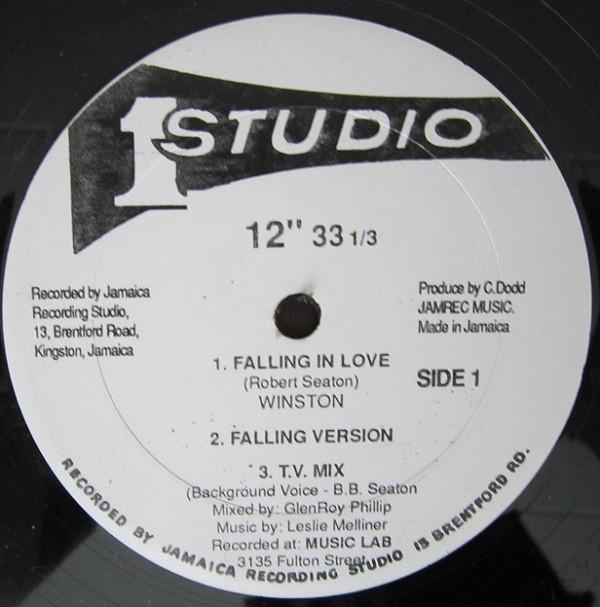 1 STUDIO
12" 33 1/3
Recorded by Jamaica
Recording Studio,
13, Brentford Road,
Kingston, Jamaica
Produce by C.Dodd
JAMREC MUSIC.
Made in Jamaica
SIDE 1
1. FALLING IN LOVE
(Robert Seaton)
WINSTON
2. FALLING VERSION
3. T.V. MIX
(Background Voice - B.B. Seaton
Mixed by: GlenRoy Phillip
Music by: Leslie Melliner
Recorded at: MUSIC LAB
3135 Fulton Street
RECORDED BY JAMAICA RECORDING STUDIO 13 BRENTFORD RD.